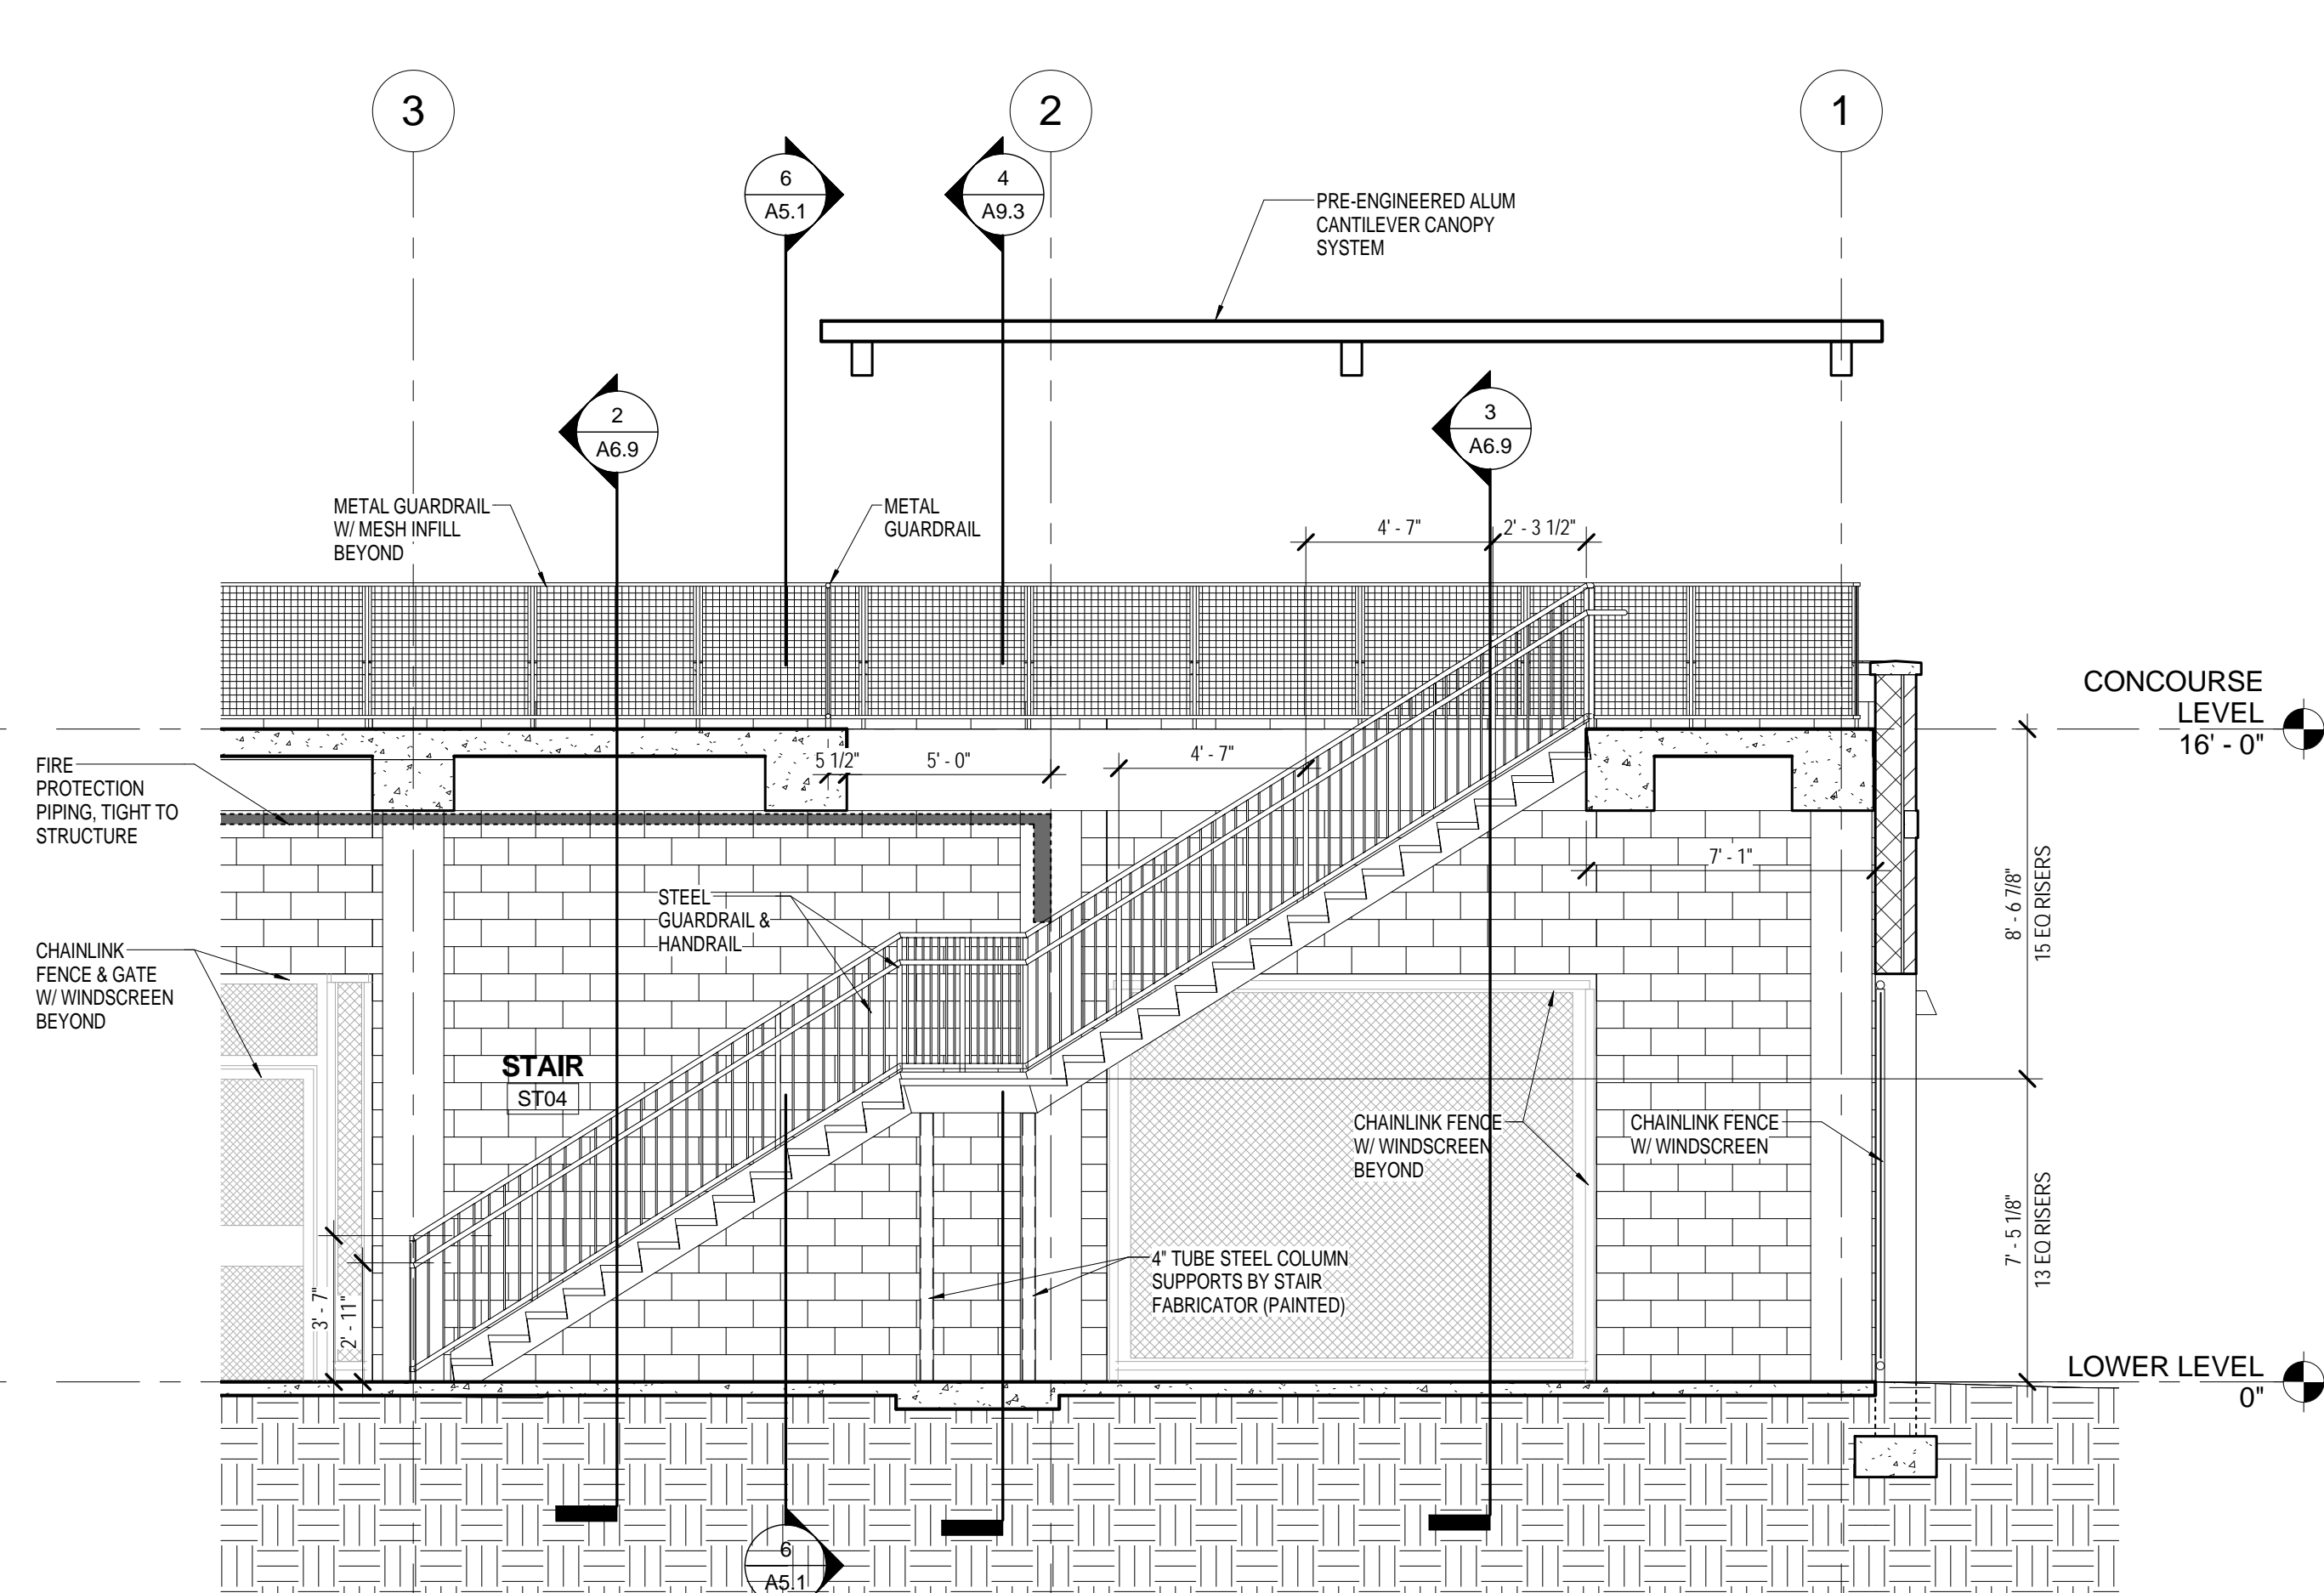 3
2
1
6
A5.1
4
A9.3
PRE-ENGINEERED ALUM
CANTILEVER CANOPY
SYSTEM
2
A6.9
3
A6.9
METAL GUARDRAIL
W/ MESH INFILL
BEYOND
METAL
GUARDRAIL
4' - 7"
2' - 3 1/2"
CONCOURSE
LEVEL
16' - 0"
FIRE
PROTECTION
PIPING, TIGHT TO
STRUCTURE
5 1/2"
5' - 0"
4' - 7"
7' - 1"
8' - 6 7/8"
15 EQ RISERS
STEEL
GUARDRAIL &
HANDRAIL
CHAINLINK
FENCE & GATE
W/ WINDSCREEN
BEYOND
STAIR
ST04
CHAINLINK FENCE
W/ WINDSCREEN
BEYOND
CHAINLINK FENCE
W/ WINDSCREEN
7' - 5 1/8"
13 EQ RISERS
4" TUBE STEEL COLUMN
SUPPORTS BY STAIR
FABRICATOR (PAINTED)
3' - 7"
2' - 11"
LOWER LEVEL
0"
6
A5.1